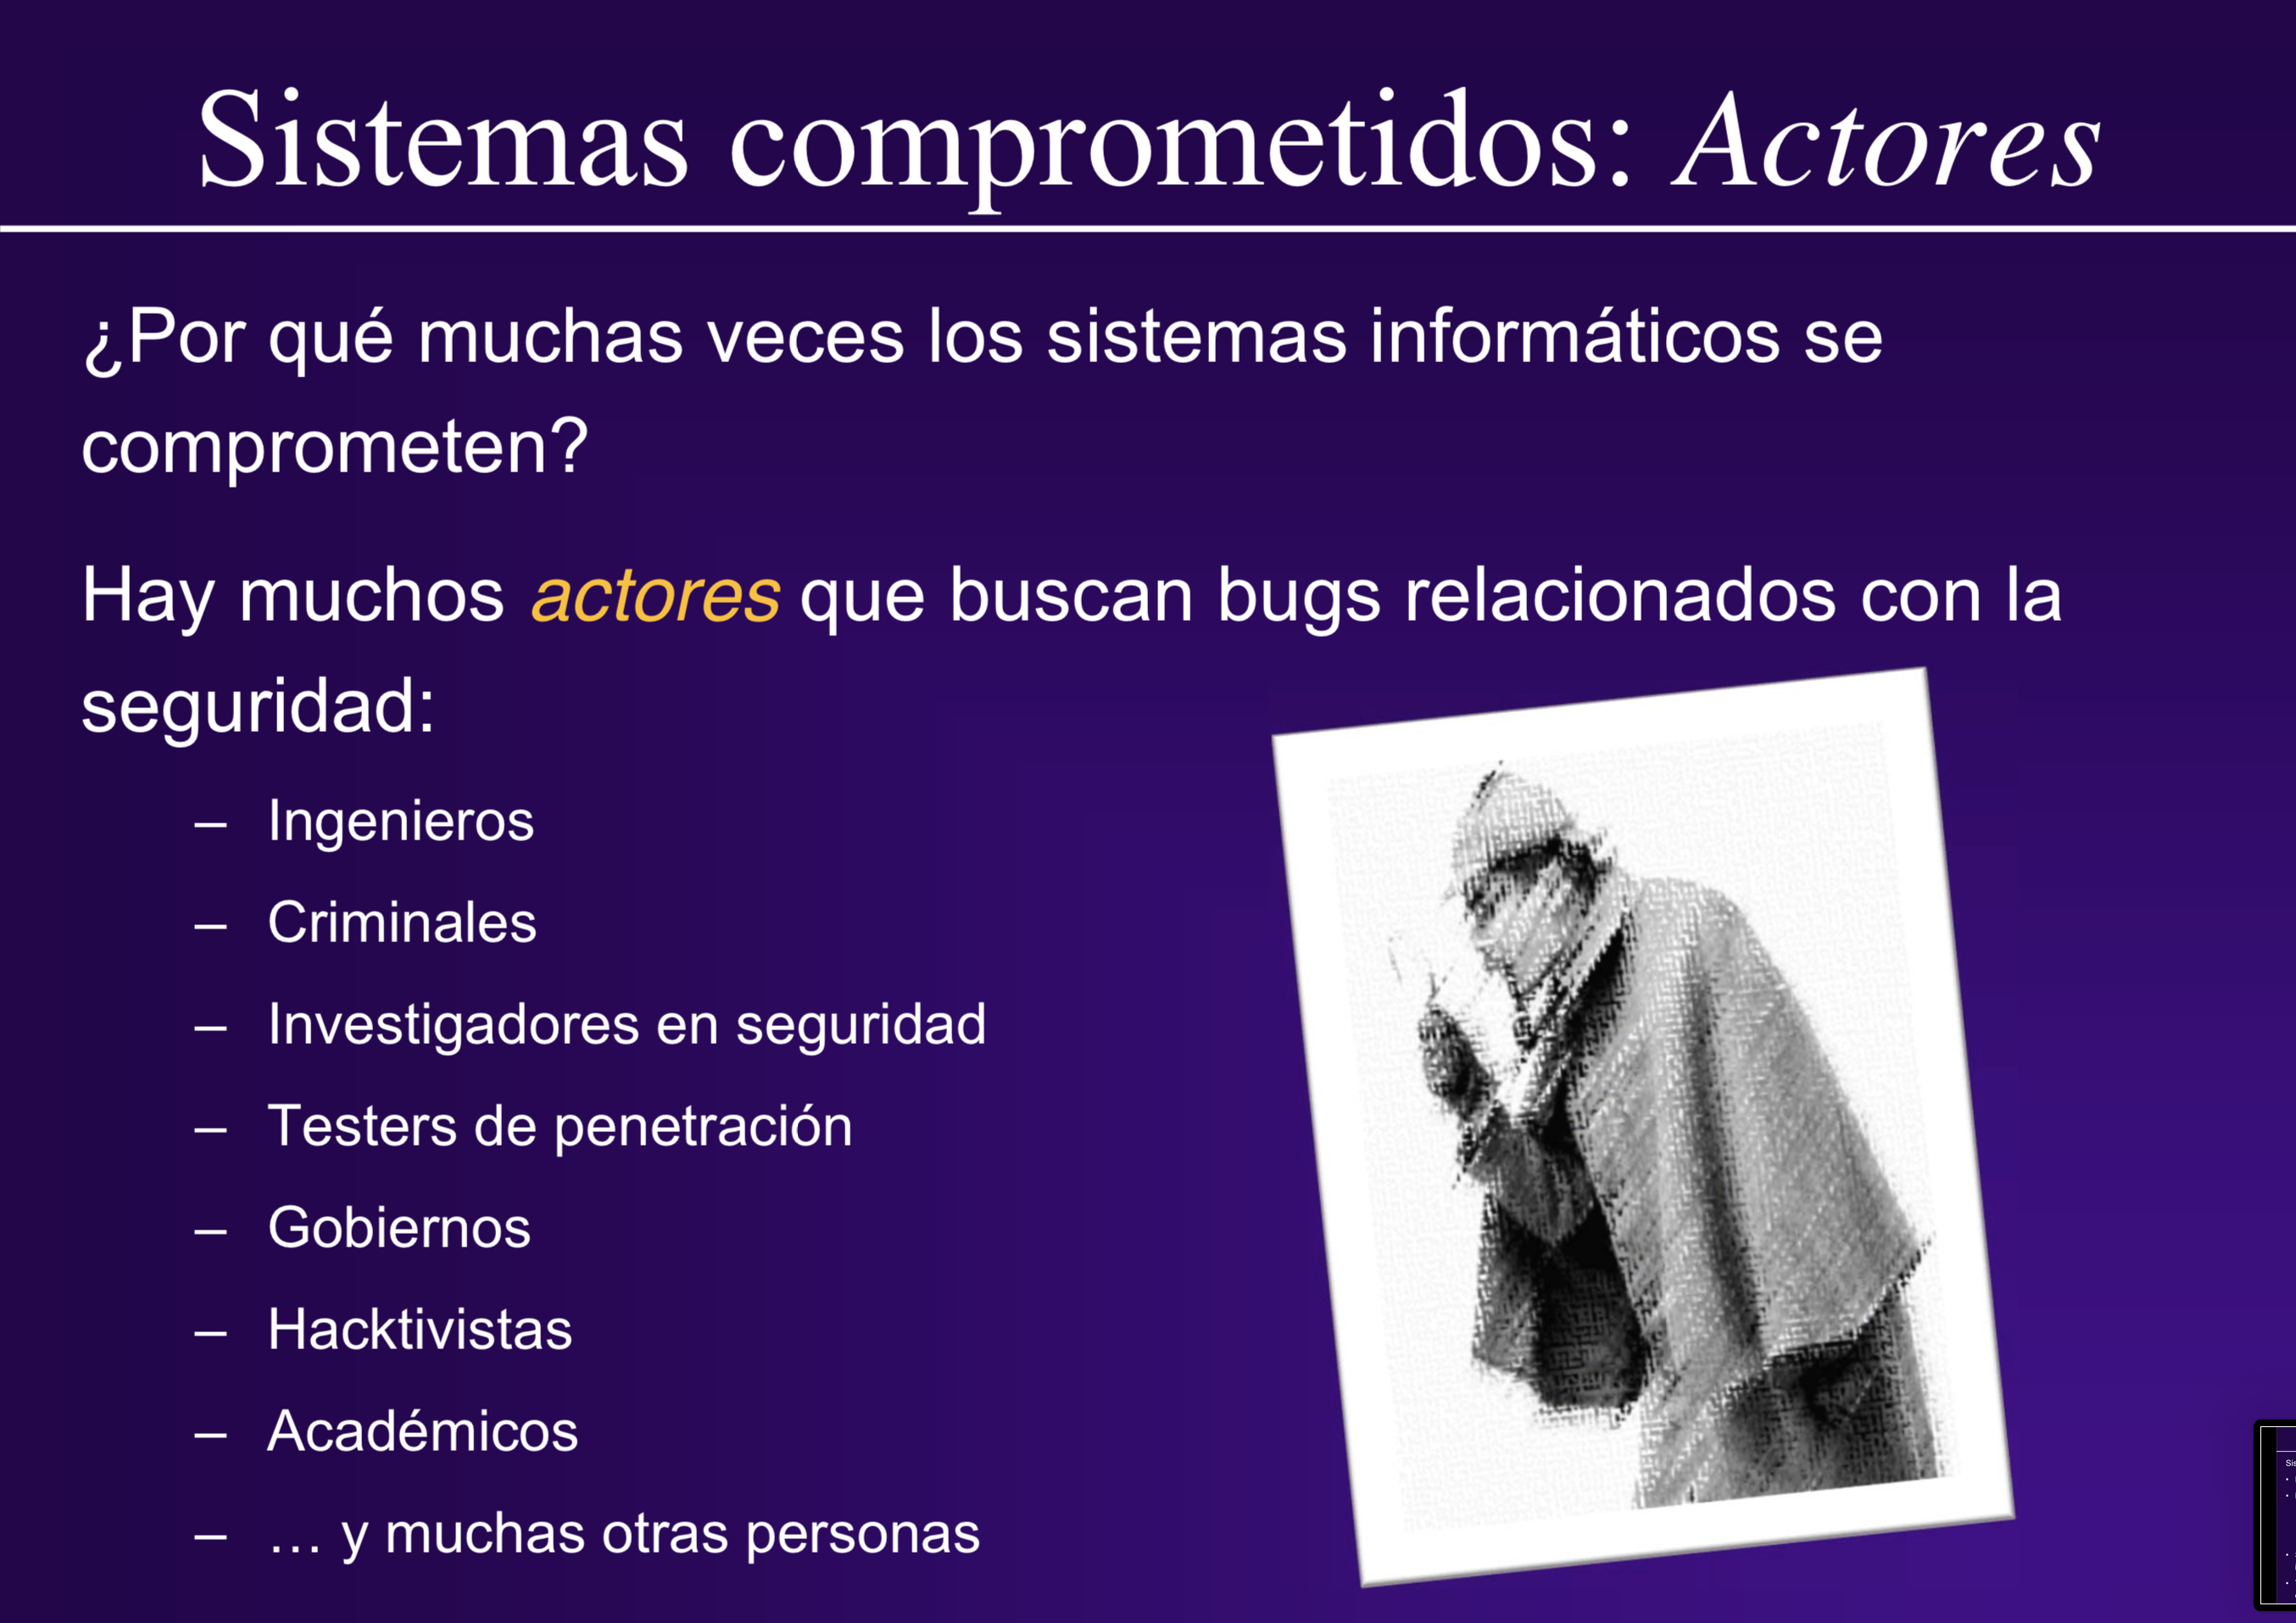 Sistemas comprometidos: Actores
¿Por qué muchas veces los sistemas informáticos se
comprometen?
Hay muchos actores que buscan bugs relacionados con la
seguridad:
– Ingenieros
– Criminales
– Investigadores en seguridad
– Testers de penetración
– Gobiernos
– Hacktivistas
– Académicos
– … y muchas otras personas